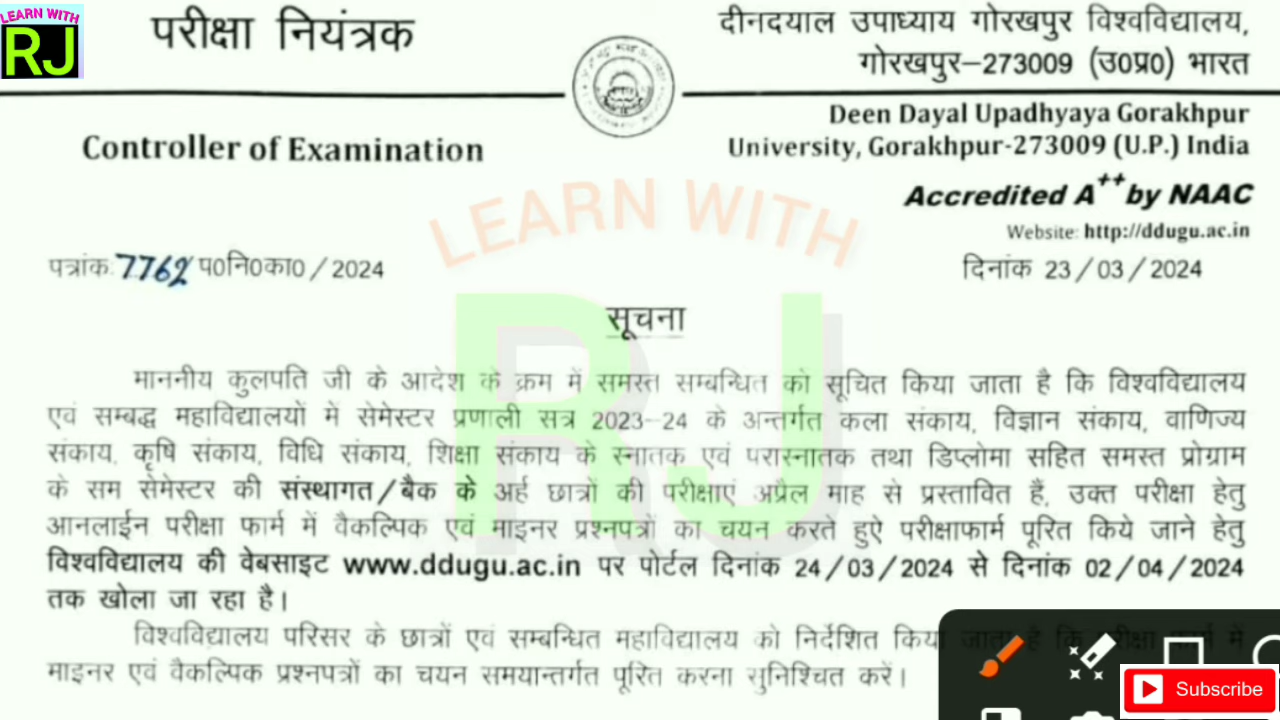 LEARN WITH
RJ
परीक्षा नियंत्रक
दीनदयाल उपाध्याय गोरखपुर विश्वविद्यालय,
गोरखपुर–273009 (उ0प्र0) भारत
Controller of Examination
Deen Dayal Upadhyaya Gorakhpur
University, Gorakhpur-273009 (U.P.) India
Accredited A++ by NAAC
Website: http://ddugu.ac.in
पत्रांक. 7762 प0नि0का0/2024
दिनांक 23/03/2024
LEARN WITH
RJ
सूचना
माननीय कुलपति जी के आदेश के क्रम में समस्त सम्बन्धित को सूचित किया जाता है कि विश्वविद्यालय
एवं सम्बद्ध महाविद्यालयों में सेमेस्टर प्रणाली सत्र 2023–24 के अन्तर्गत कला संकाय, विज्ञान संकाय, वाणिज्य
संकाय, कृषि संकाय, विधि संकाय, शिक्षा संकाय के स्नातक एवं परास्नातक तथा डिप्लोमा सहित समस्त प्रोग्राम
के सम सेमेस्टर की संस्थागत/बैक के अर्ह छात्रों की परीक्षाएं अप्रैल माह से प्रस्तावित हैं, उक्त परीक्षा हेतु
आनलाईन परीक्षा फार्म में वैकल्पिक एवं माइनर प्रश्नपत्रों का चयन करते हुऐ परीक्षाफार्म पूरित किये जाने हेतु
विश्वविद्यालय की वेबसाइट www.ddugu.ac.in पर पोर्टल दिनांक 24/03/2024 से दिनांक 02/04/2024
तक खोला जा रहा है।
विश्वविद्यालय परिसर के छात्रों एवं सम्बन्धित महाविद्यालय को निर्देशित किया जाता है कि परीक्षा फार्म में
माइनर एवं वैकल्पिक प्रश्नपत्रों का चयन समयान्तर्गत पूरित करना सुनिश्चित करें।
Subscribe